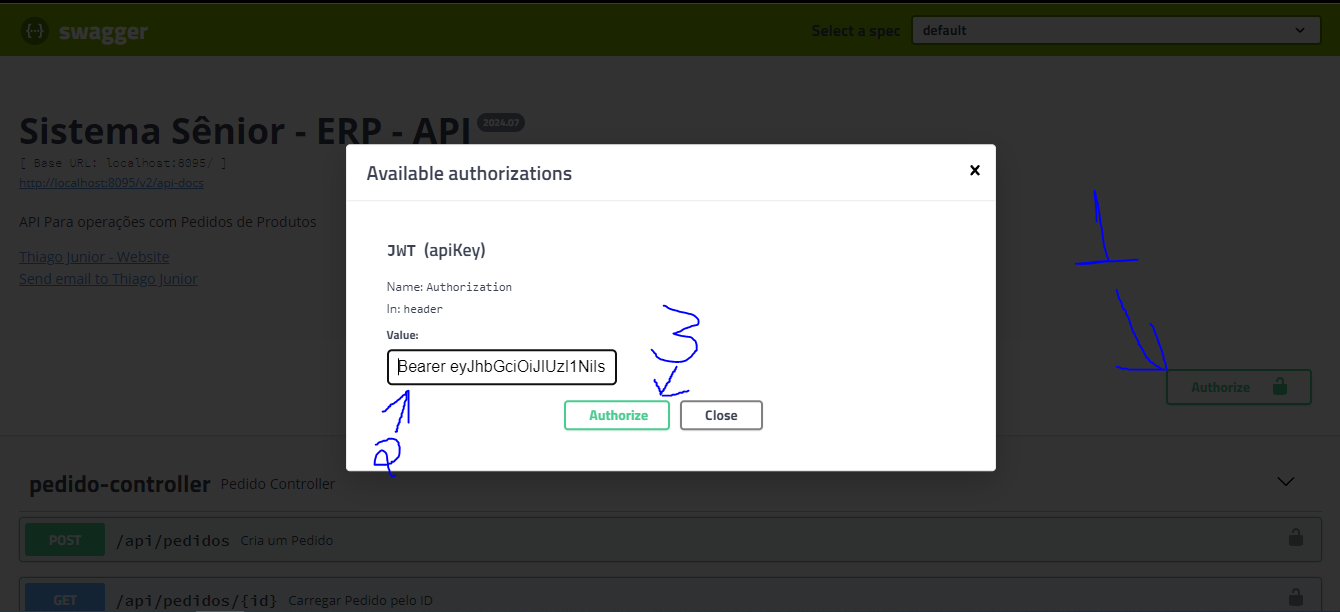 swagger
Select a spec
default
Sistema Sênior - ERP - API 2024.07
[ Base URL: localhost:8095/ ]
http://localhost:8095/v2/api-docs
API Para operações com Pedidos de Produtos
Thiago Junior - Website
Send email to Thiago Junior
Available authorizations
JWT (apiKey)
Name: Authorization
In: header
Value:
Bearer eyJhbGciOiJIUzI1NiIs
Authorize
Close
1
2
3
Authorize
pedido-controller Pedido Controller
POST /api/pedidos Cria um Pedido
GET /api/pedidos/{id} Carregar Pedido pelo ID